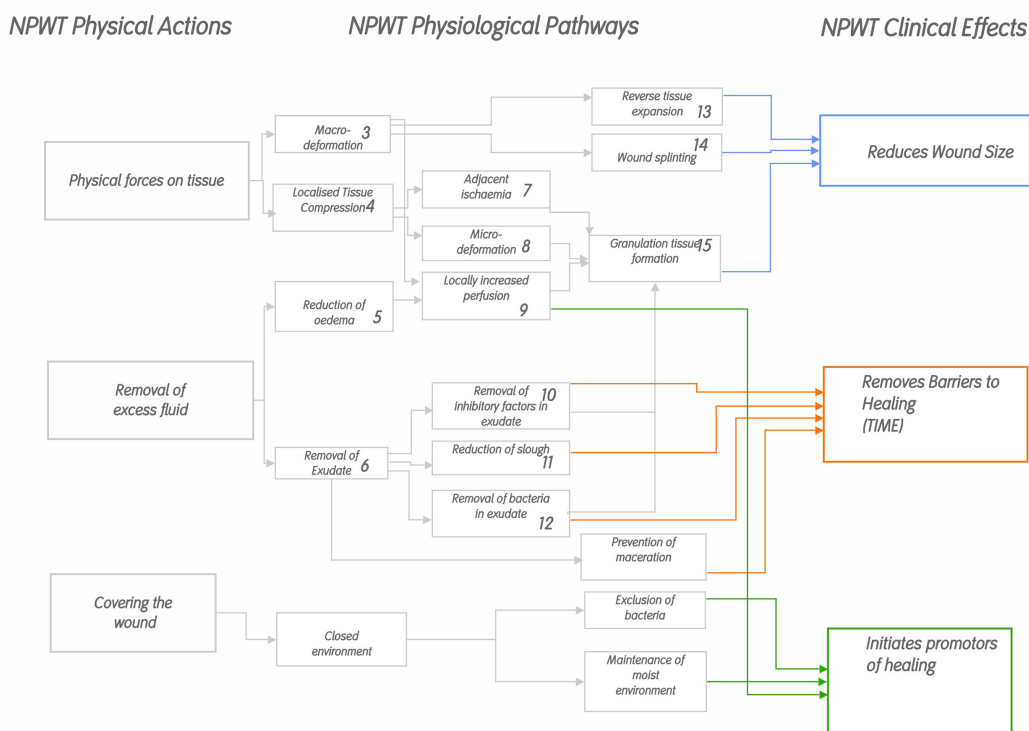 NPWT Physical Actions
NPWT Physiological Pathways
NPWT Clinical Effects
Physical forces on tissue
Macro-
deformation 3
Localised Tissue
Compression 4
Adjacent
ischaemia 7
Micro-
deformation 8
Locally increased
perfusion
9
Reverse tissue
expansion 13
14
Wound splinting
Granulation tissue 15
formation
Reduces Wound Size
Removal of
excess fluid
Reduction of
oedema 5
Removal of
Exudate 6
Removal of 10
inhibitory factors in
exudate
Reduction of slough
11
Removal of bacteria
in exudate 12
Prevention of
maceration
Removes Barriers to
Healing
(TIME)
Covering the
wound
Closed
environment
Exclusion of
bacteria
Maintenance of
moist
environment
Initiates promotors
of healing